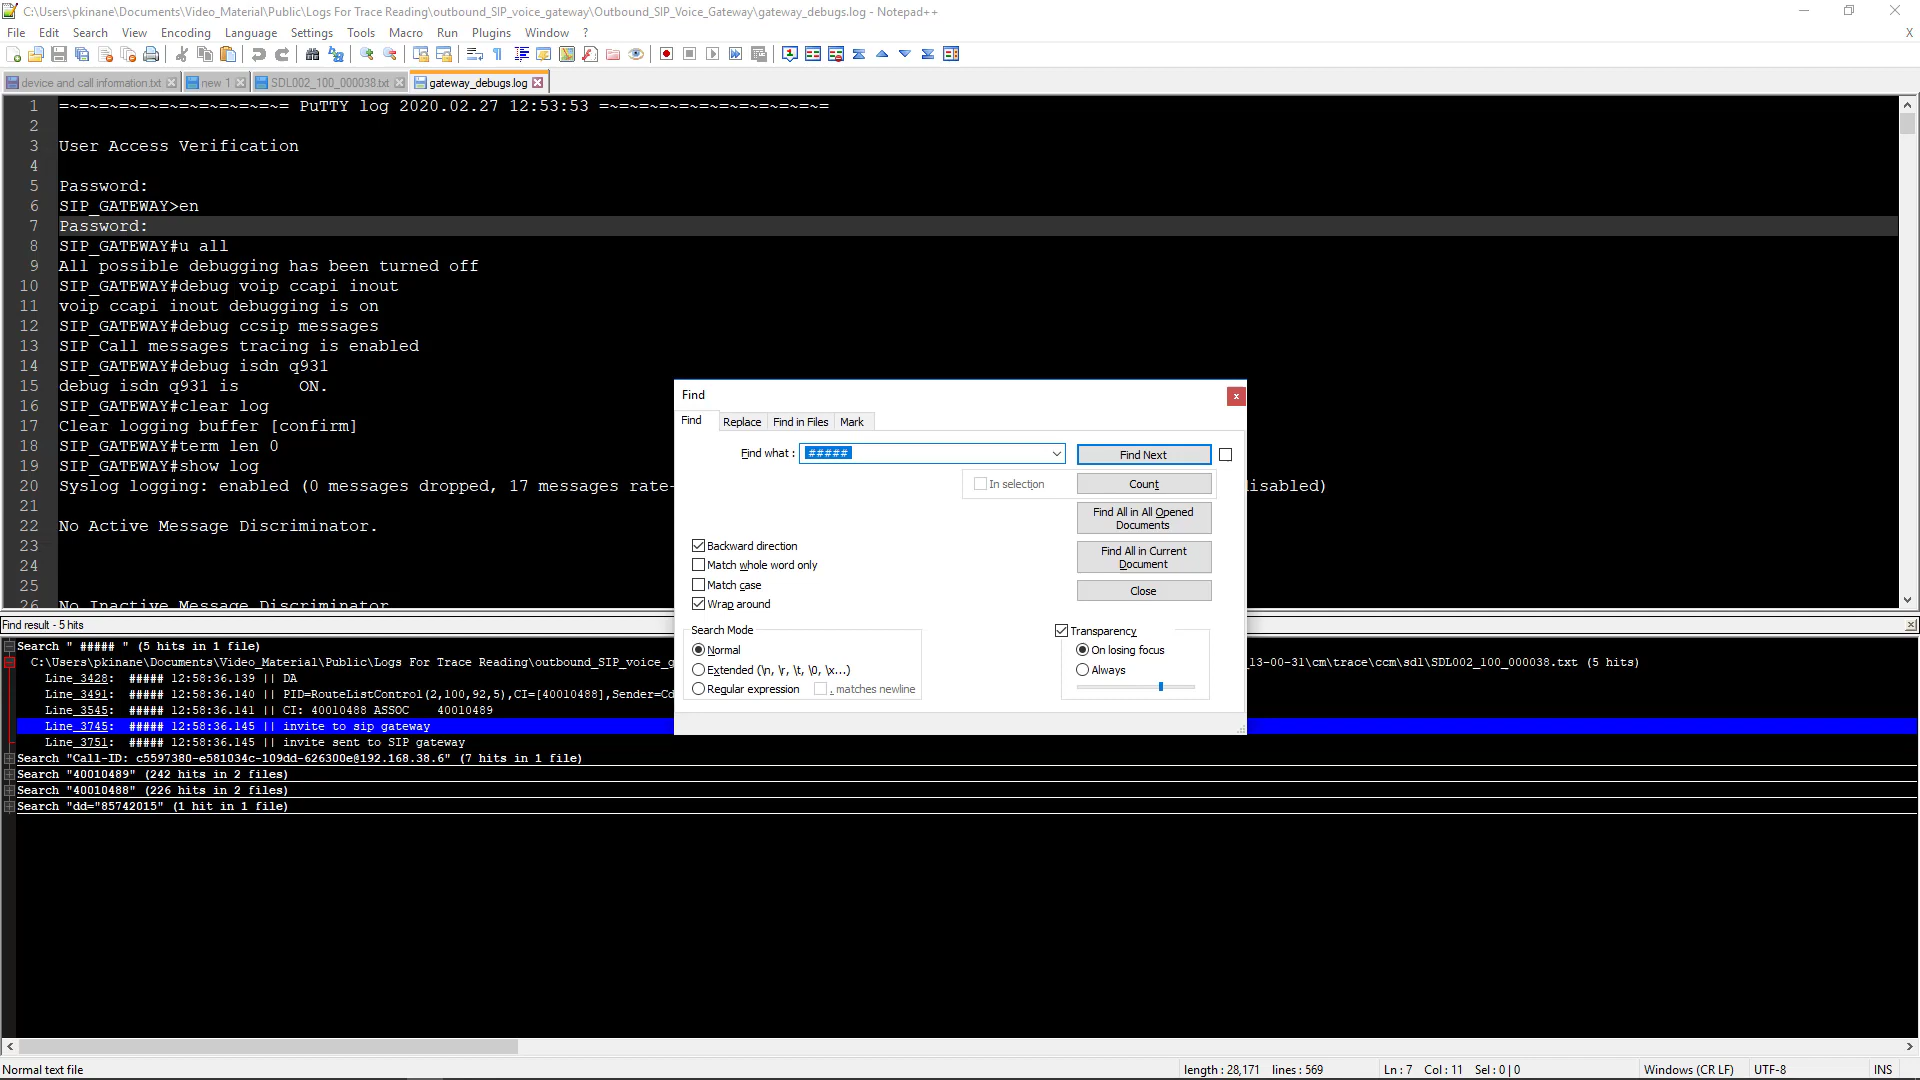 C:\Users\pkinane\Documents\Video_Material\Public\Logs For Trace Reading\outbound_SIP_voice_gateway\Outbound_SIP_Voice_Gateway\gateway_debugs.log - Notepad++
File Edit Search View Encoding Language Settings Tools Macro Run Plugins Window ? X
device and call information.txt new 1 SDL002_100_000038.txt gateway_debugs.log
1 =~=~=~=~=~=~=~=~=~=~=~= PuTTY log 2020.02.27 12:53:53 =~=~=~=~=~=~=~=~=~=~=~=
2
3 User Access Verification
4
5 Password:
6 SIP_GATEWAY>en
7 Password:
8 SIP_GATEWAY#u all
9 All possible debugging has been turned off
10 SIP_GATEWAY#debug voip ccapi inout
11 voip ccapi inout debugging is on
12 SIP_GATEWAY#debug ccsip messages
13 SIP Call messages tracing is enabled
14 SIP_GATEWAY#debug isdn q931
15 debug isdn q931 is ON.
16 SIP_GATEWAY#clear log
17 Clear logging buffer [confirm]
18 SIP_GATEWAY#term len 0
19 SIP_GATEWAY#show log
20 Syslog logging: enabled (0 messages dropped, 17 messages rate- isabled)
21
22 No Active Message Discriminator.
23
24
25
26 No Inactive Message Discriminator
Find
Find Replace Find in Files Mark
Find what : ##### Find Next
In selection Count
Find All in All Opened Documents
Backward direction
Match whole word only
Find All in Current Document
Match case
Close
Wrap around
Search Mode
Normal
Extended (\n, \r, \t, \0, \x...)
Regular expression . matches newline
Transparency
On losing focus
Always
Find result - 5 hits
Search " ##### " (5 hits in 1 file)
C:\Users\pkinane\Documents\Video_Material\Public\Logs For Trace Reading\outbound_SIP_voice_g _13-00-31\cm\trace\ccm\sdl\SDL002_100_000038.txt (5 hits)
Line 3428: ##### 12:58:36.139 || DA
Line 3491: ##### 12:58:36.140 || PID=RouteListControl(2,100,92,5),CI=[40010488],Sender=Cd
Line 3545: ##### 12:58:36.141 || CI: 40010488 ASSOC 40010489
Line 3745: ##### 12:58:36.145 || invite to sip gateway
Line 3751: ##### 12:58:36.145 || invite sent to SIP gateway
Search "Call-ID: c5597380-e581034c-109dd-626300e@192.168.38.6" (7 hits in 1 file)
Search "40010489" (242 hits in 2 files)
Search "40010488" (226 hits in 2 files)
Search "dd="85742015" (1 hit in 1 file)
Normal text file length : 28,171 lines : 569 Ln : 7 Col : 11 Sel : 0 | 0 Windows (CR LF) UTF-8 INS